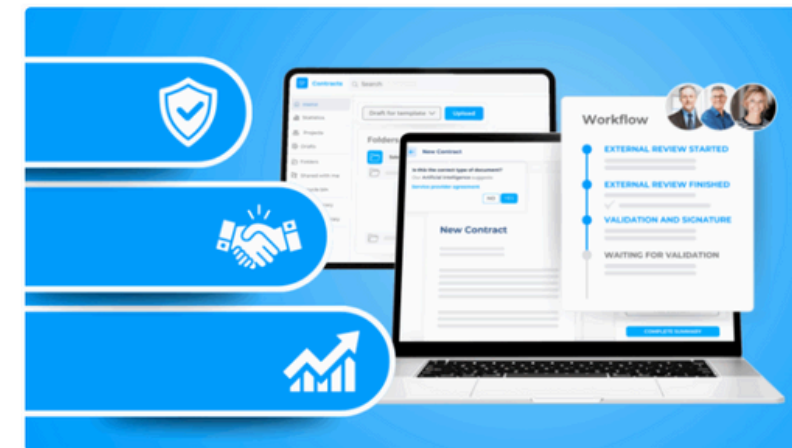 Contracts
Search
Home
Statistics
Projects
Drafts
Folders
Shared with me
Draft for template
Upload
Folders
New Contract
Is this the correct type of document?
Our Artificial Intelligence suggests
Service provider agreement
NO
YES
New Contract
COMPLETE SUMMARY
Workflow
EXTERNAL REVIEW STARTED
EXTERNAL REVIEW FINISHED
VALIDATION AND SIGNATURE
WAITING FOR VALIDATION